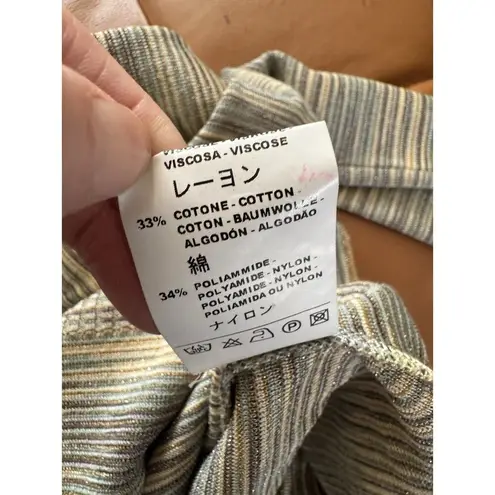 VISCOSA - VISCOSE
レーヨン
33% COTONE - COTTON -
COTON - BAUMWOLLE -
ALGODÓN - ALGODÃO
綿
34% POLIAMMIDE -
POLYAMIDE - NYLON -
POLYAMIDE - NYLON -
POLIAMIDA OU NYLON
ナイロン
P